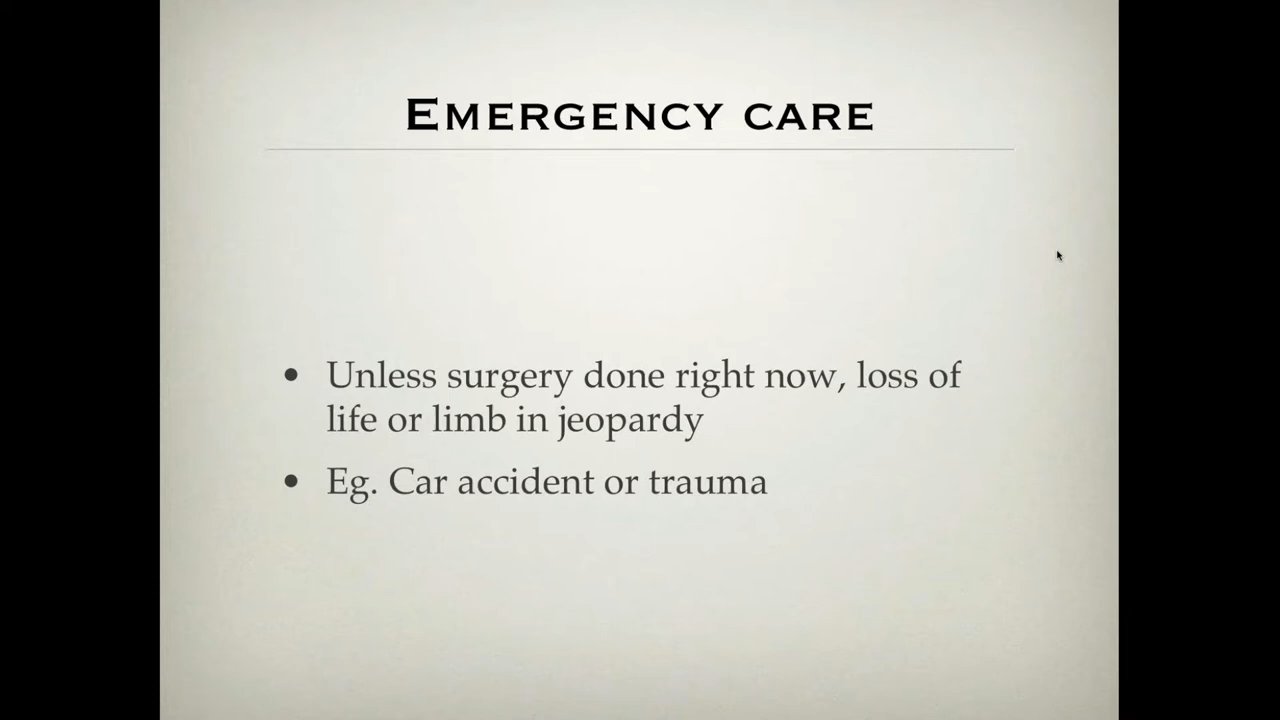 Emergency care
• Unless surgery done right now, loss of
life or limb in jeopardy
• Eg. Car accident or trauma